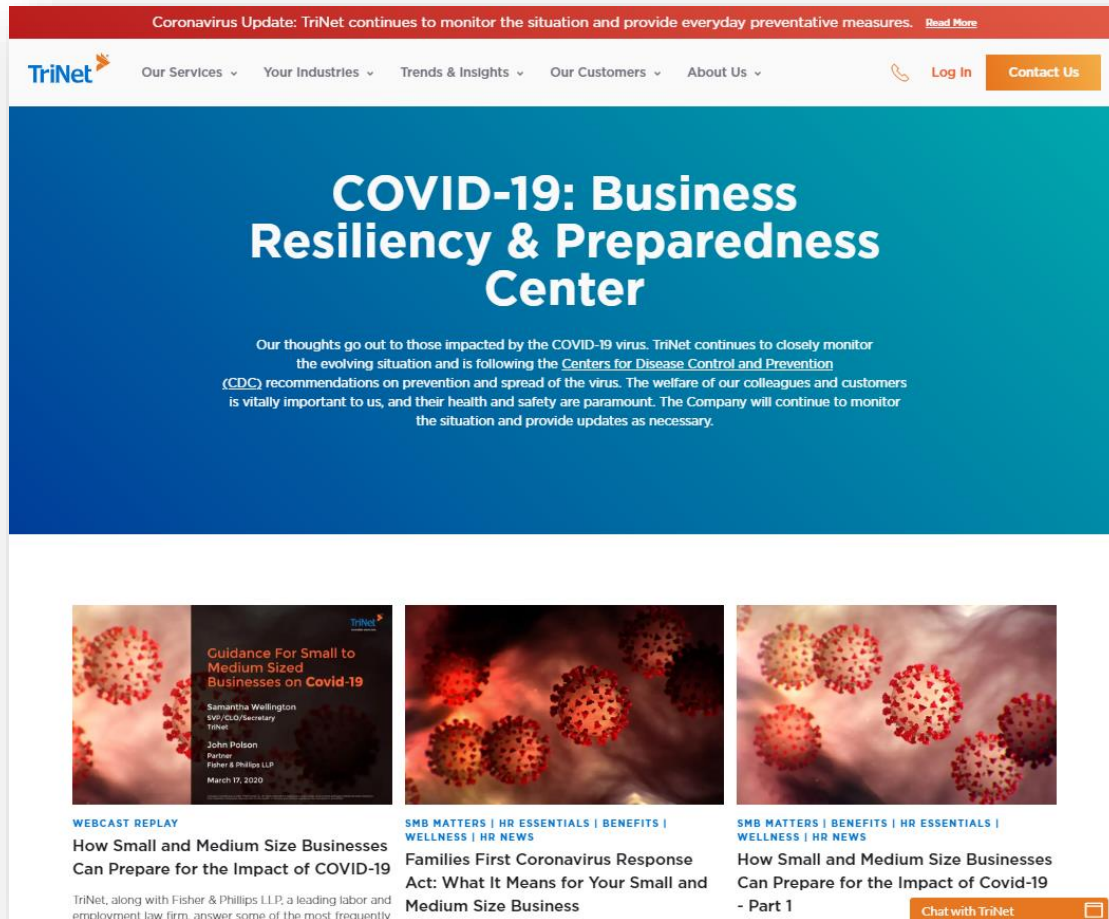 Coronavirus Update: TriNet continues to monitor the situation and provide everyday preventative measures. Read More
TriNet
Our Services
Your Industries
Trends & Insights
Our Customers
About Us
Log In
Contact Us
COVID-19: Business
Resiliency & Preparedness
Center
Our thoughts go out to those impacted by the COVID-19 virus. TriNet continues to closely monitor
the evolving situation and is following the Centers for Disease Control and Prevention
(CDC) recommendations on prevention and spread of the virus. The welfare of our colleagues and customers
is vitally important to us, and their health and safety are paramount. The Company will continue to monitor
the situation and provide updates as necessary.
TriNet
Guidance For Small to
Medium Sized
Businesses on Covid-19
Samantha Wellington
SVP/CLO/Secretary
TriNet
John Polson
Partner
Fisher & Phillips LLP
March 17, 2020
WEBCAST REPLAY
How Small and Medium Size Businesses
Can Prepare for the Impact of COVID-19
TriNet, along with Fisher & Phillips LLP, a leading labor and
employment law firm, answer some of the most frequently
SMB MATTERS | HR ESSENTIALS | BENEFITS |
WELLNESS | HR NEWS
Families First Coronavirus Response
Act: What It Means for Your Small and
Medium Size Business
SMB MATTERS | BENEFITS | HR ESSENTIALS |
WELLNESS | HR NEWS
How Small and Medium Size Businesses
Can Prepare for the Impact of Covid-19
- Part 1
Chat with TriNet